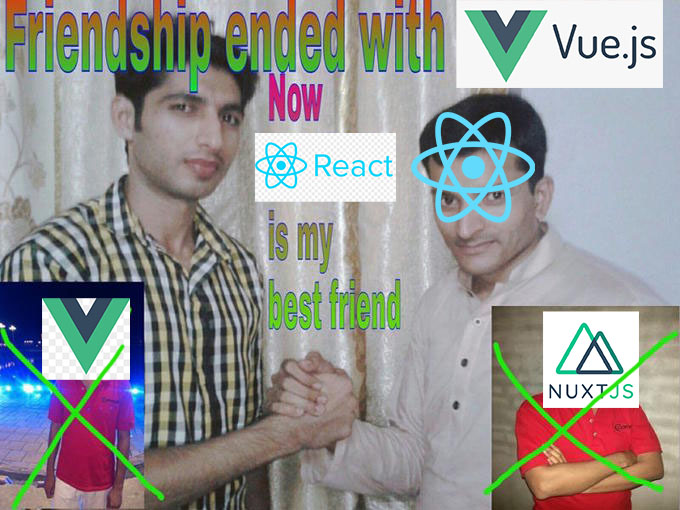 Friendship ended with
Vue.js
Now
React
is my
best friend
NUXTJS